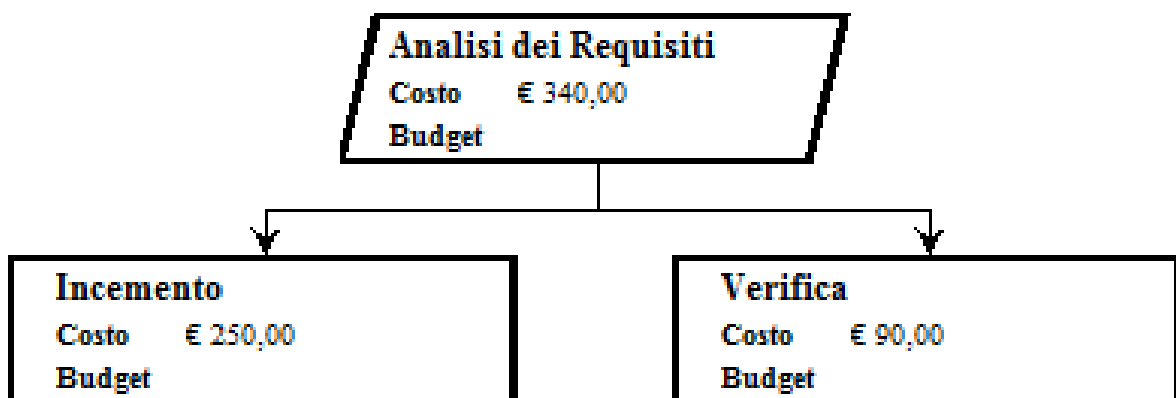 Analisi dei Requisiti
Costo € 340,00
Budget
Incemento
Costo € 250,00
Budget
Verifica
Costo € 90,00
Budget